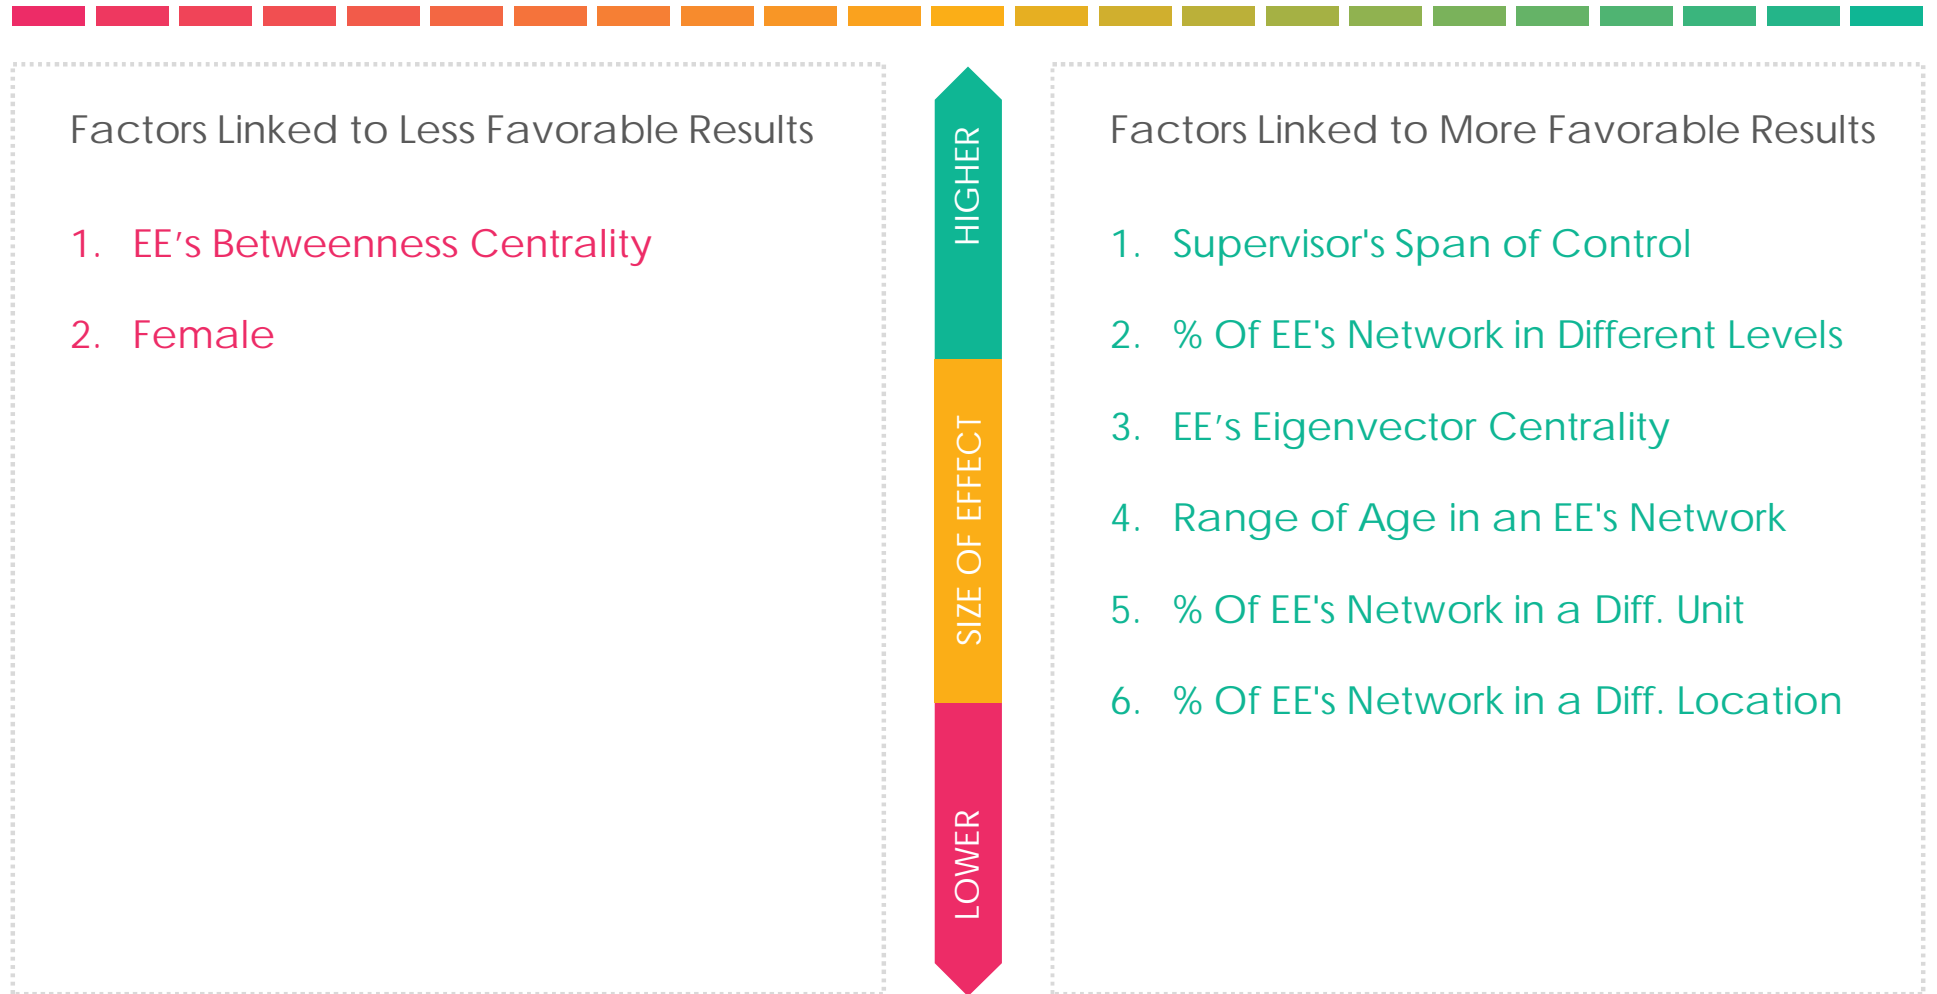 Factors Linked to Less Favorable Results
1. EE’s Betweenness Centrality
2. Female
HIGHER
SIZE OF EFFECT
LOWER
Factors Linked to More Favorable Results
1. Supervisor's Span of Control
2. % Of EE's Network in Different Levels
3. EE’s Eigenvector Centrality
4. Range of Age in an EE's Network
5. % Of EE's Network in a Diff. Unit
6. % Of EE's Network in a Diff. Location